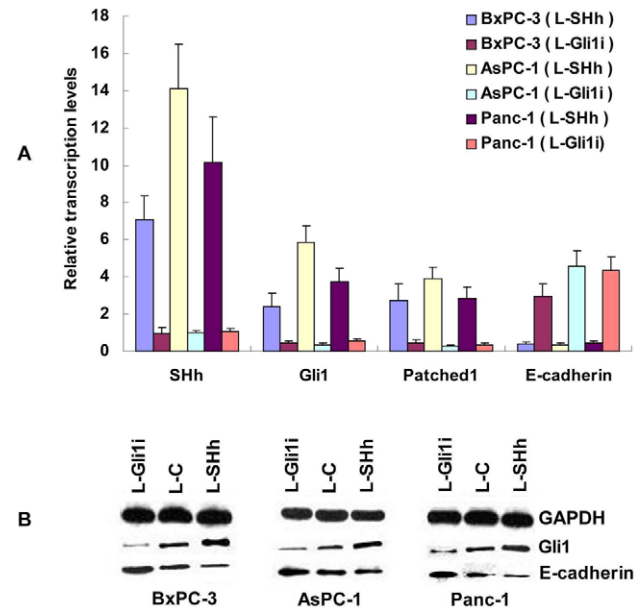 A
Relative transcription levels
18
16
14
12
10
8
6
4
2
0
BxPC-3 ( L-SHh )
BxPC-3 ( L-Gli1i )
AsPC-1 ( L-SHh )
AsPC-1 ( L-Gli1i )
Panc-1 ( L-SHh )
Panc-1 ( L-Gli1i)
SHh Gli1 Patched1 E-cadherin
B
L-Gli1i L-C L-SHh L-Gli1i L-C L-SHh L-Gli1i L-C L-SHh
GAPDH
Gli1
E-cadherin
BxPC-3 AsPC-1 Panc-1